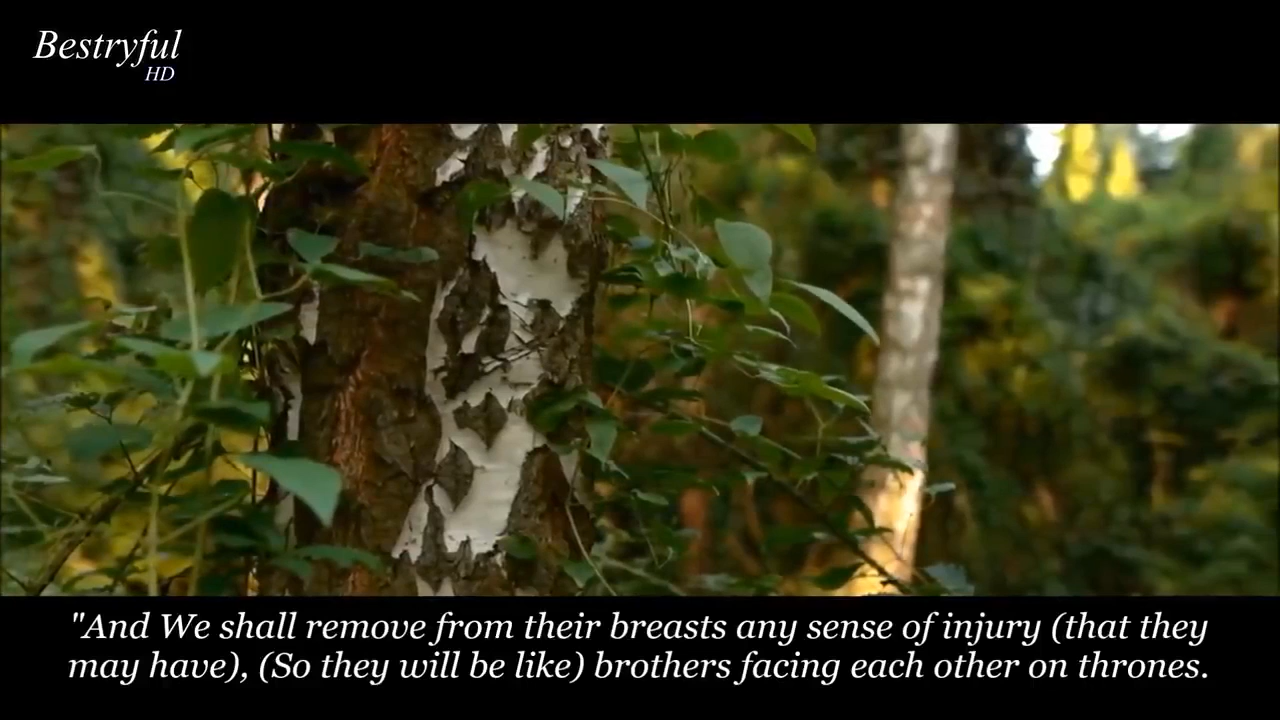 Bestryful
HD
"And We shall remove from their breasts any sense of injury (that they
may have), (So they will be like) brothers facing each other on thrones.